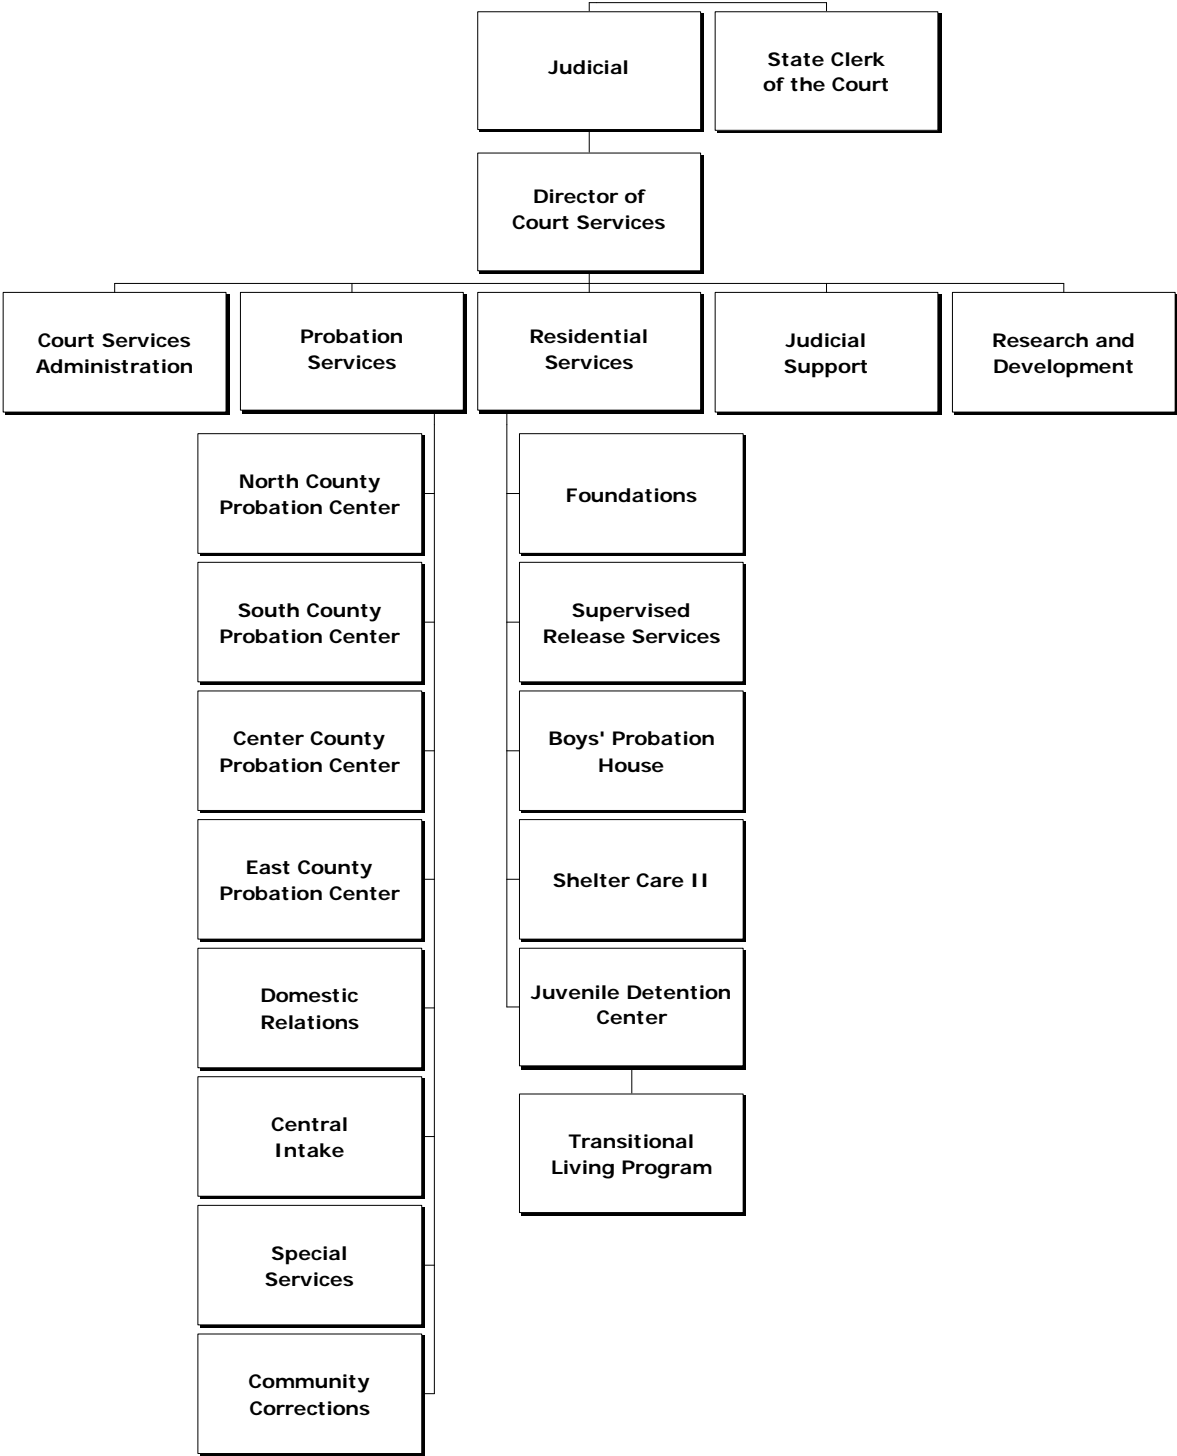 Judicial
State Clerk
of the Court
Director of
Court Services
Court Services
Administration
Probation
Services
Residential
Services
Judicial
Support
Research and
Development
North County
Probation Center
South County
Probation Center
Center County
Probation Center
East County
Probation Center
Domestic
Relations
Central
Intake
Special
Services
Community
Corrections
Foundations
Supervised
Release Services
Boys' Probation
House
Shelter Care II
Juvenile Detention
Center
Transitional
Living Program